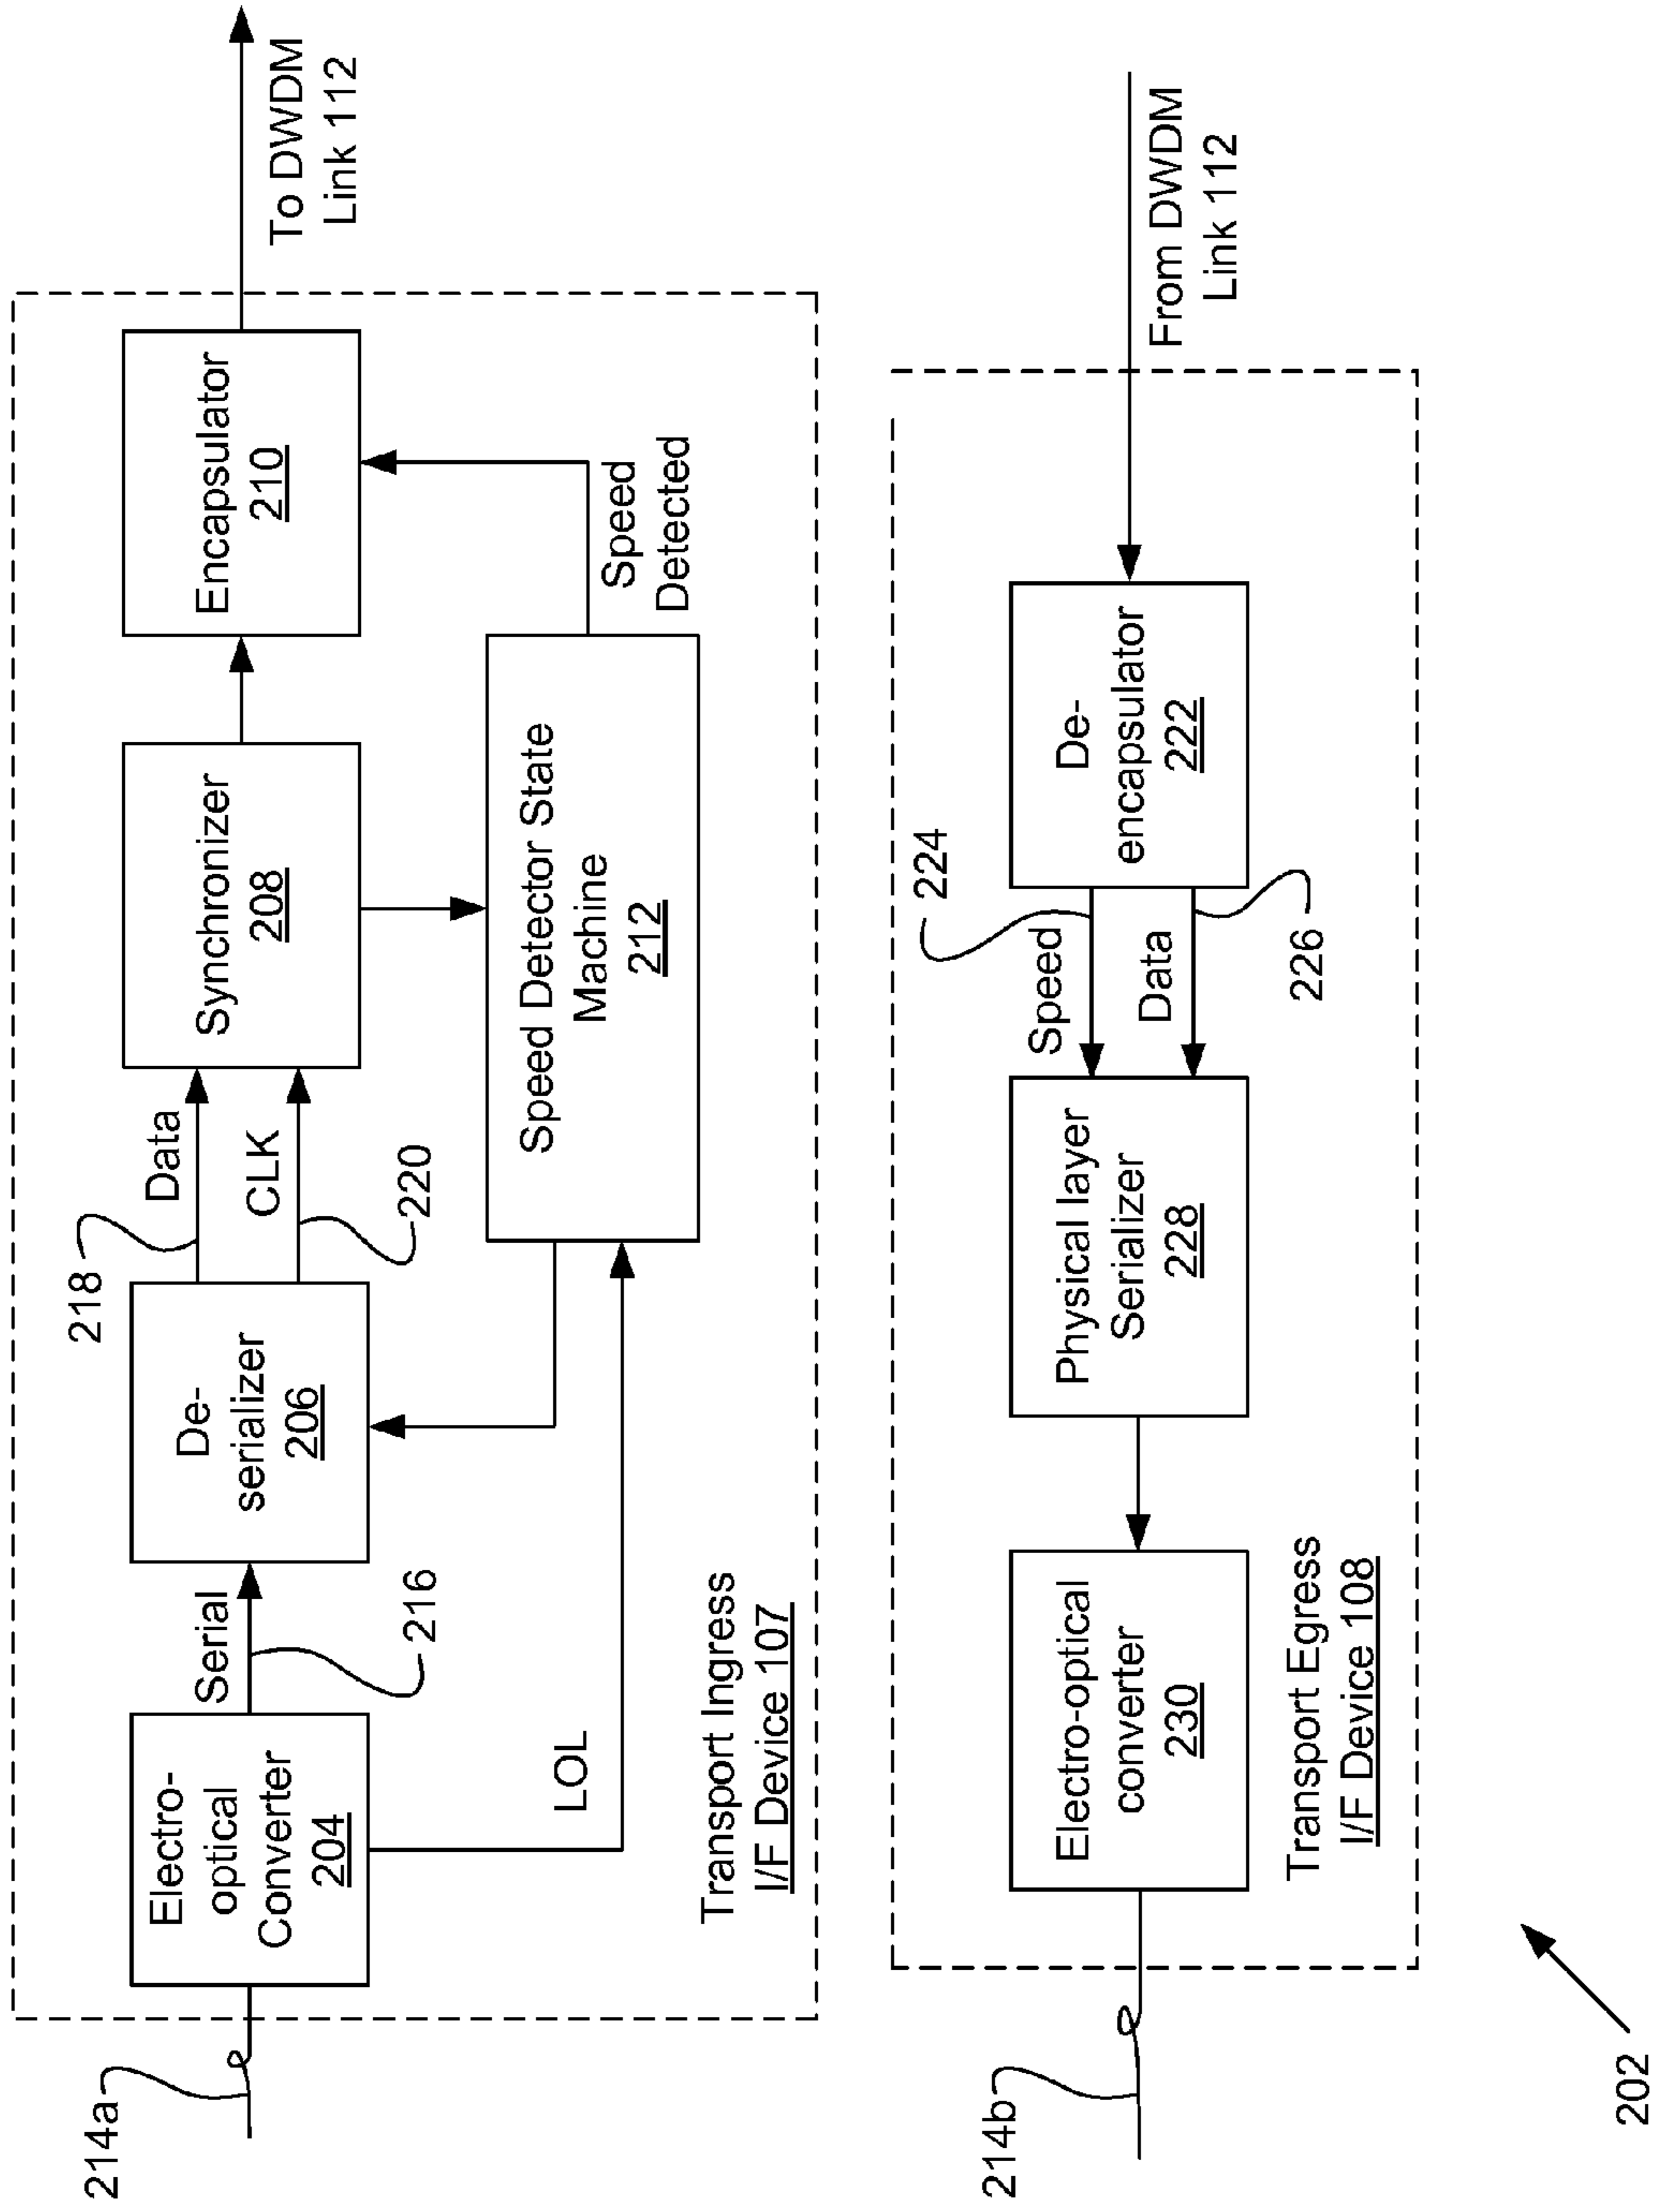 To DWDM
Link 112
Encapsulator
210
Synchronizer
208
Speed
Detected
Speed Detector State
Machine
212
Data
CLK
218
220
De-
serializer
206
Serial
216
Electro-
optical
Converter
204
LOL
214a
Transport Ingress
I/F Device 107
From DWDM
Link 112
De-
encapsulator
222
224
Speed
Data
226
Physical layer
Serializer
228
Electro-optical
converter
230
214b
Transport Egress
I/F Device 108
202